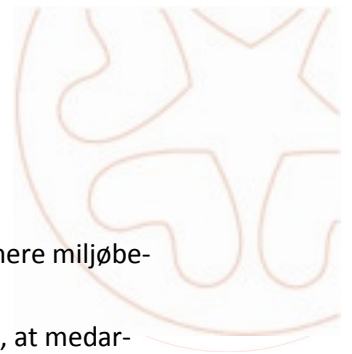 nere miljøbe-
, at medar-